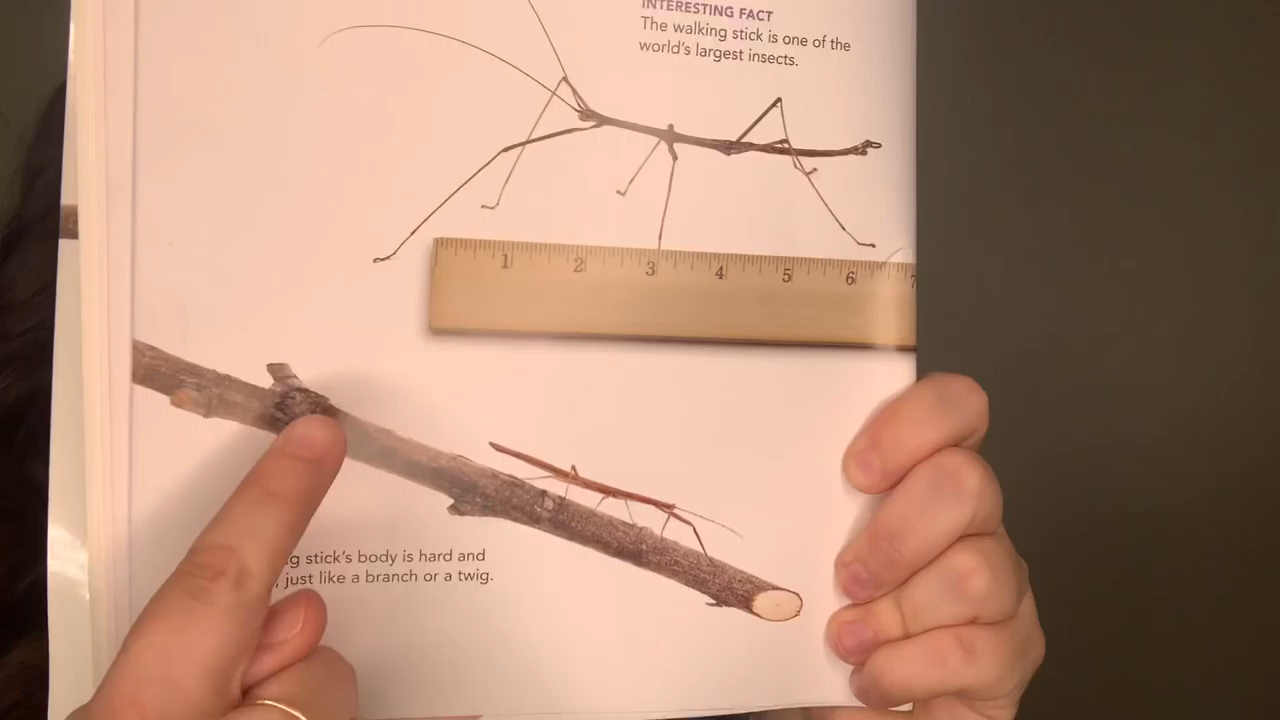 INTERESTING FACT
The walking stick is one of the
world's largest insects.
1 2 3 4 5 6 7
stick's body is hard and
just like a branch or a twig.